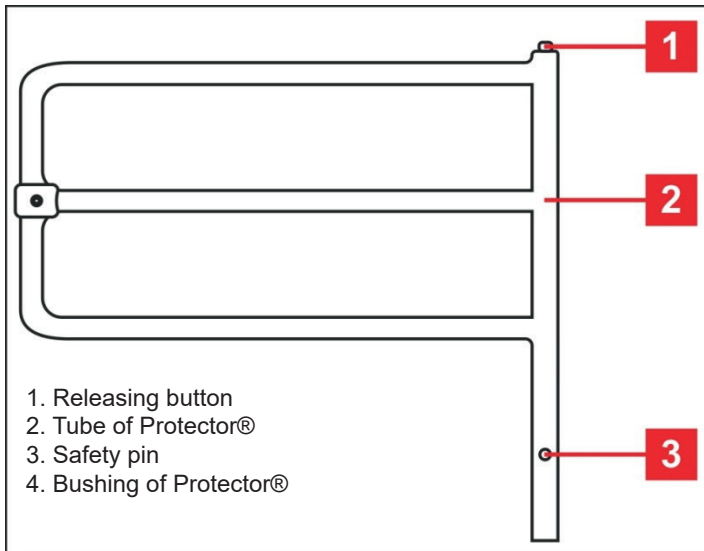 1
2
3
1. Releasing button
2. Tube of Protector®
3. Safety pin
4. Bushing of Protector®